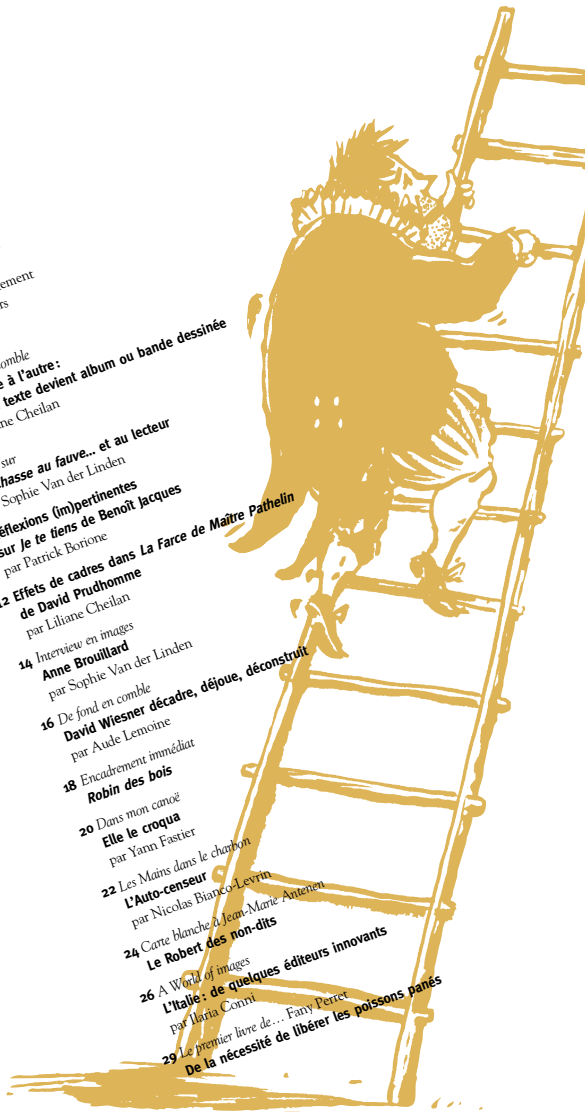 à l'autre:
texte devient album ou bande dessinée
Cheilan
sur
au fauve... et au lecteur
Sophie Van der Linden
(im)pertinentes
sur Je te tiens de Benoît Jacques
par Patrick Borione
Effets de cadres dans La Farce de Maître Pathelin
de David Prudhomme
par Liliane Cheilan
14 Interview en images
Anne Brouillard
par Sophie Van der Linden
16 De fond en comble
David Wiesner décadre, déjoue, déconstruit
par Aude Lemoine
18 Encadrement immédiat
Robin des bois
20 Dans mon canoë
Elle le croqua
par Yann Fastier
22 Les Mains dans le charbon
L'Auto-censeur
par Nicolas Bianco-Levrin
24 Carte blanche à Jean-Marie Antenen
Le Robert des non-dits
26 A World of images
L'Italie: de quelques éditeurs innovants
par Ilaria Conni
29 Le premier livre de... Fany Perret
De la nécessité de libérer les poissons panés